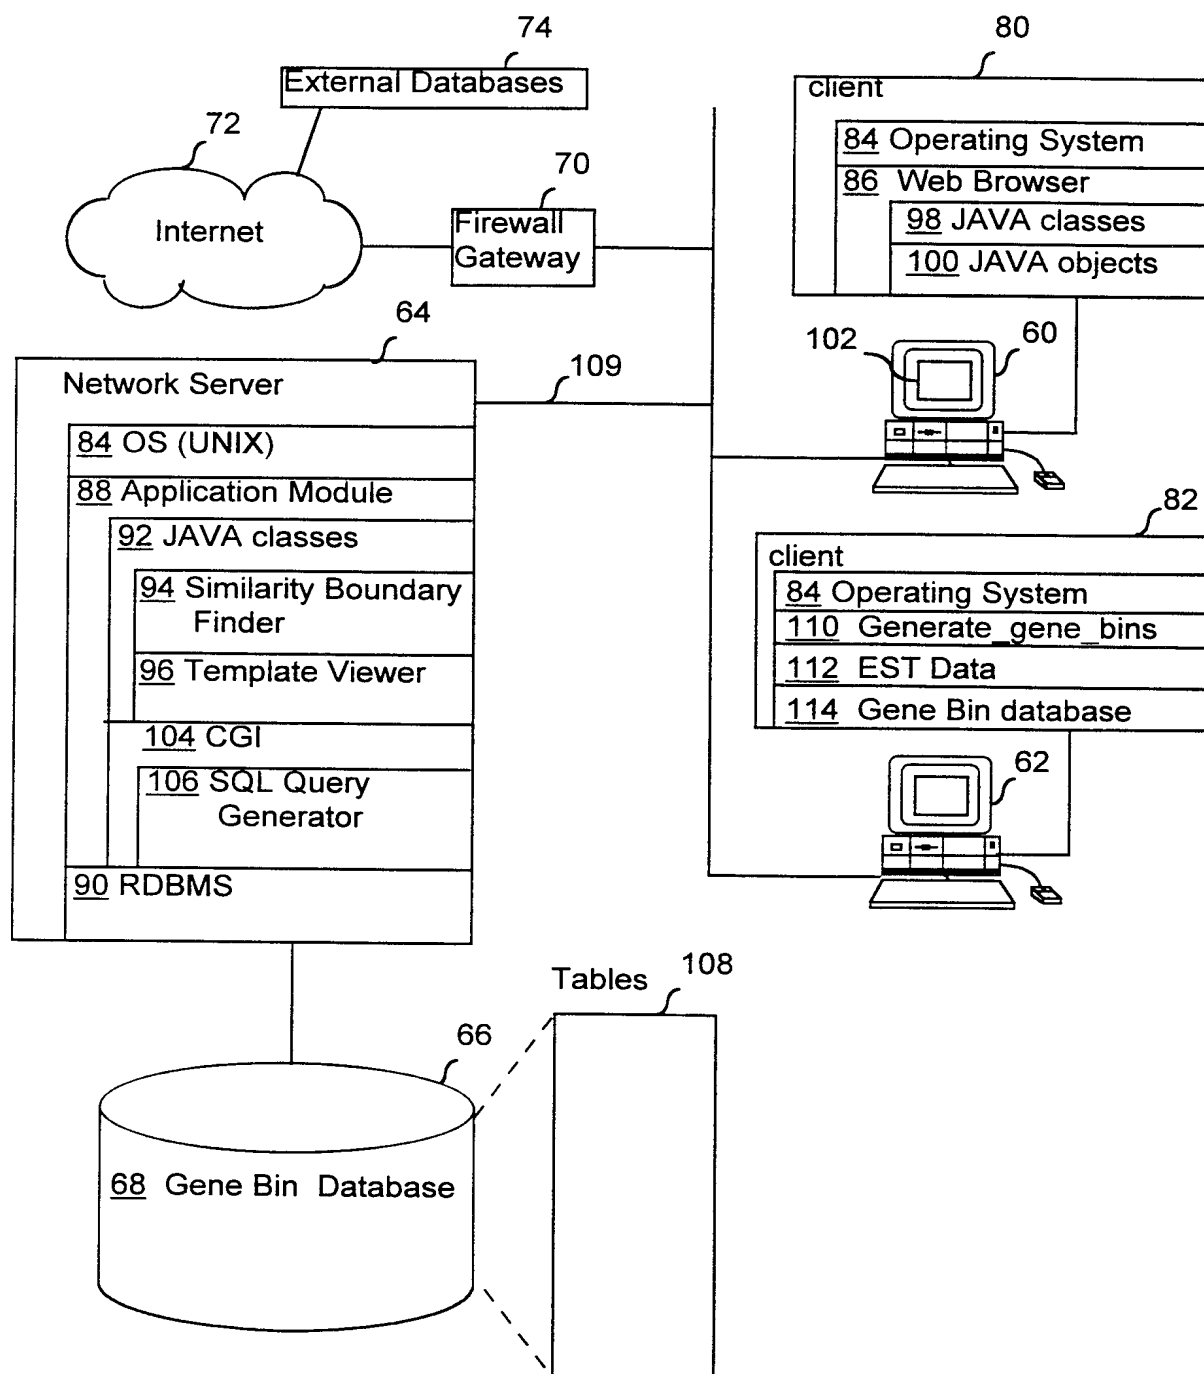 74
External Databases
72
Internet
70
Firewall
Gateway
80
client
84 Operating System
86 Web Browser
98 JAVA classes
100 JAVA objects
64
Network Server
84 OS (UNIX)
88 Application Module
92 JAVA classes
94 Similarity Boundary
Finder
96 Template Viewer
104 CGI
106 SQL Query
Generator
90 RDBMS
109
102
60
82
client
84 Operating System
110 Generate_gene_bins
112 EST Data
114 Gene Bin database
62
Tables
108
66
68 Gene Bin Database